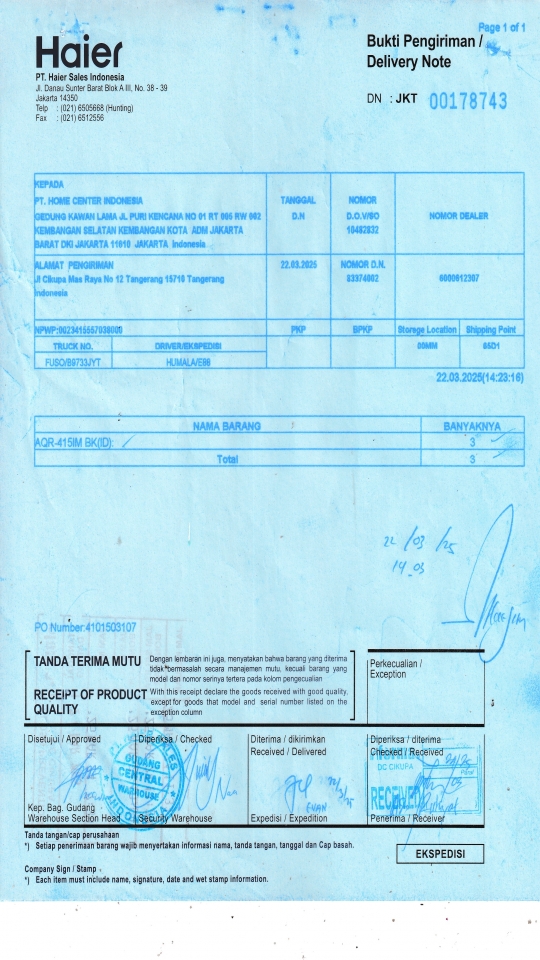 Page 1 of 1
Haier
Bukti Pengiriman /
Delivery Note
PT. Haier Sales Indonesia
Jl. Danau Sunter Barat Blok A III, No. 38 - 39
Jakarta 14350
Telp : (021) 6505668 (Hunting)
Fax : (021) 6512556
DN : JKT 00178743
KEPADA
PT. HOME CENTER INDONESIA
GEDUNG KAWAN LAMA JL PURI KENCANA NO 01 RT 005 RW 002
KEMBANGAN SELATAN KEMBANGAN KOTA ADM JAKARTA
BARAT DKI JAKARTA 11610 JAKARTA Indonesia
TANGGAL
D.N
NOMOR
D.O.V/SO
10482832
NOMOR DEALER
ALAMAT PENGIRIMAN
Jl Cikupa Mas Raya No 12 Tangerang 15710 Tangerang
Indonesia
22.03.2025
NOMOR D.N.
83374002
0000012307
NPWP:0023415557038000
PKP
BPKP
Storage Location
Shipping Point
TRUCK NO.
DRIVER/EKSPEDISI
00MM
85D1
FUSO/B9733JYT
HUMALA/E88
22.03.2025(14:23:16)
NAMA BARANG
BANYAKNYA
AQR-415IM BK(ID):
3
Total
3
22/03/25
14.03
PO Number:4101503107
TANDA TERIMA MUTU
Dengan lembaran ini juga, menyatakan bahwa barang yang diterima
tidak bermasalah secara manajemen mutu, kecuali barang yang
model dan nomor serinya tertera pada kolom pengecualian
RECEIPT OF PRODUCT
QUALITY
With this receipt declare the goods received with good quality,
except for goods that model and serial number listed on the
exception column
Perkecualian /
Exception
Disetujui / Approved
Diperiksa / Checked
Diterima / dikirimkan
Received / Delivered
Diperiksa / diterima
Checked / Received
GUDANG
CENTRAL
WAREHOUSE
DC CIKUPA
RECEIVED
EVAN
Kep. Bag. Gudang
Warehouse Section Head
Security Warehouse
Expedisi / Expedition
Penerima / Receiver
Tanda tangan/cap perusahaan
*) Setiap penerimaan barang wajib menyertakan informasi nama, tanda tangan, tanggal dan Cap basah.
EKSPEDISI
Company Sign / Stamp
*) Each item must include name, signature, date and wet stamp information.